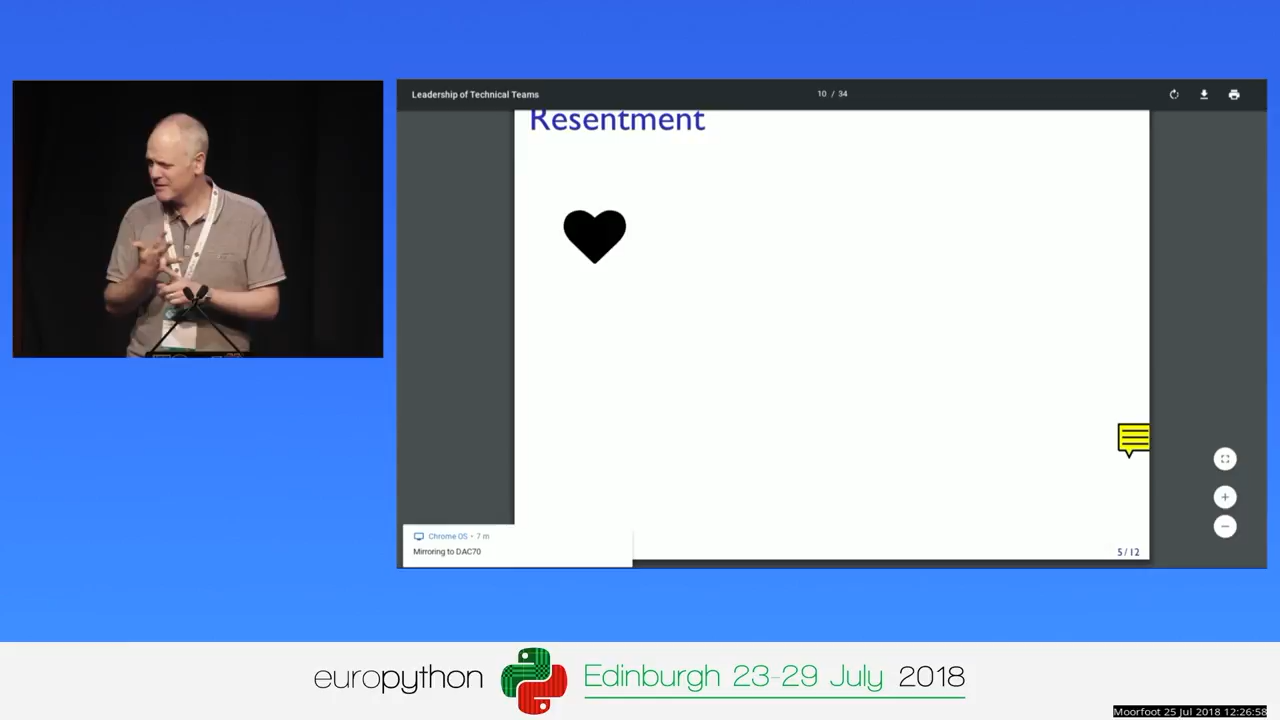 Leadership of Technical Teams
10 / 34
Resentment
Chrome OS • 7 m
Mirroring to DAC70
5 / 12
europython
Edinburgh 23-29 July 2018
Moorfoot 25 Jul 2018 12:26:58